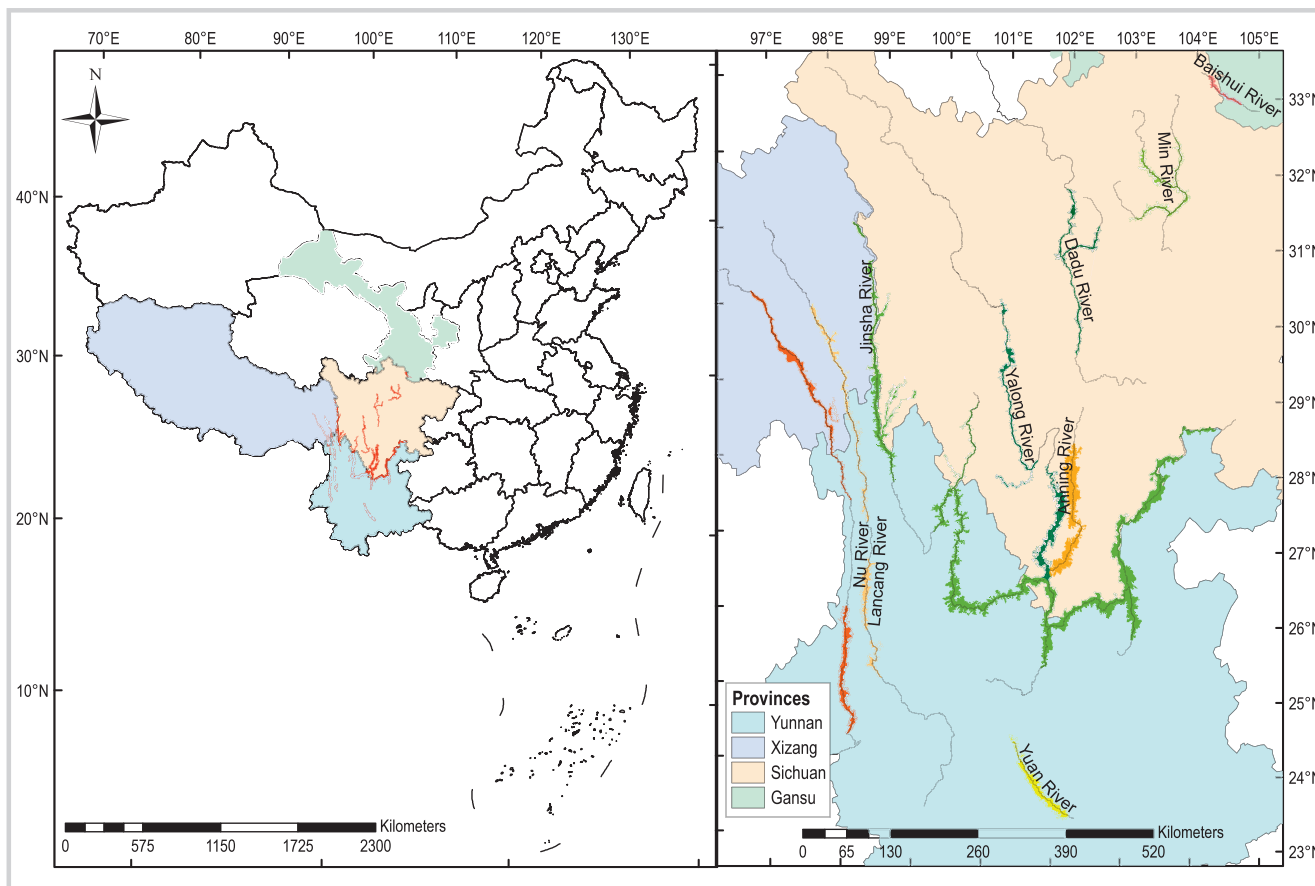 70°E 80°E 90°E 100°E 110°E 120°E 130°E
N
40°N
30°N
20°N
10°N
Kilometers
0 575 1150 1725 2300
97°E 98°E 99°E 100°E 101°E 102°E 103°E 104°E 105°E
Baishui River
Min River
Dadu River
Jinsha River
Yalong River
Anning River
Nu River
Lancang River
Yuan River
33°N
32°N
31°N
30°N
29°N
28°N
27°N
26°N
25°N
24°N
23°N
Provinces
Yunnan
Xizang
Sichuan
Gansu
Kilometers
0 65 130 260 390 520